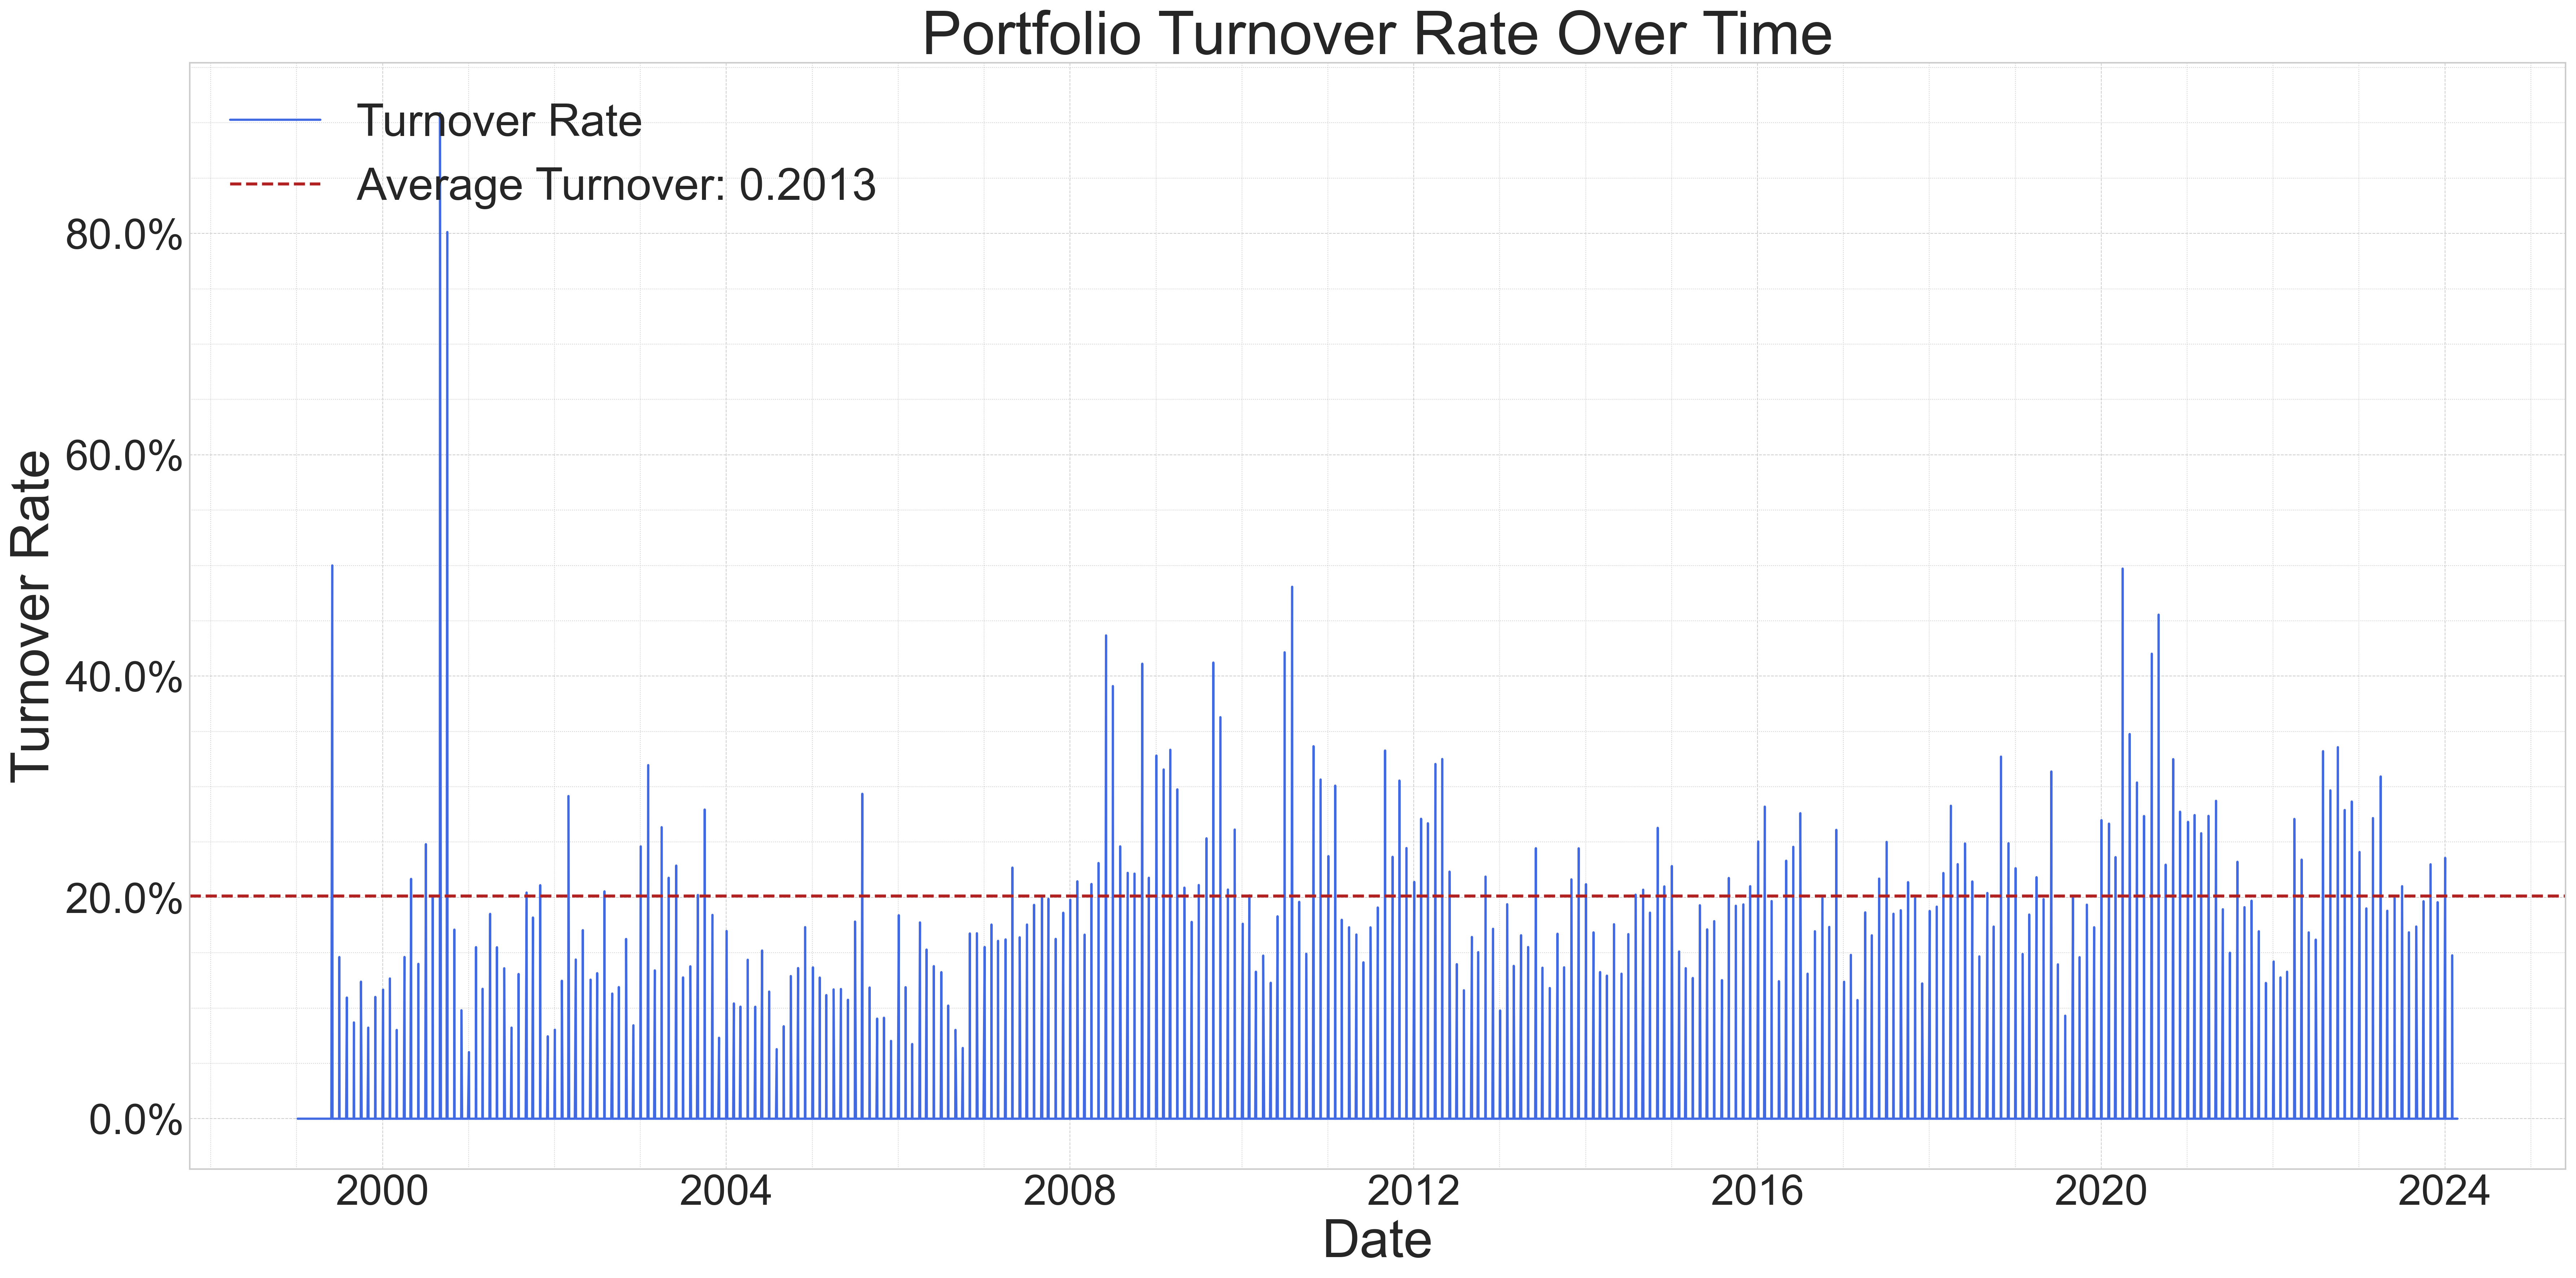 Portfolio Turnover Rate Over Time
Turnover Rate
Average Turnover: 0.2013
Turnover Rate
80.0%
60.0%
40.0%
20.0%
0.0%
2000 2004 2008 2012 2016 2020 2024
Date